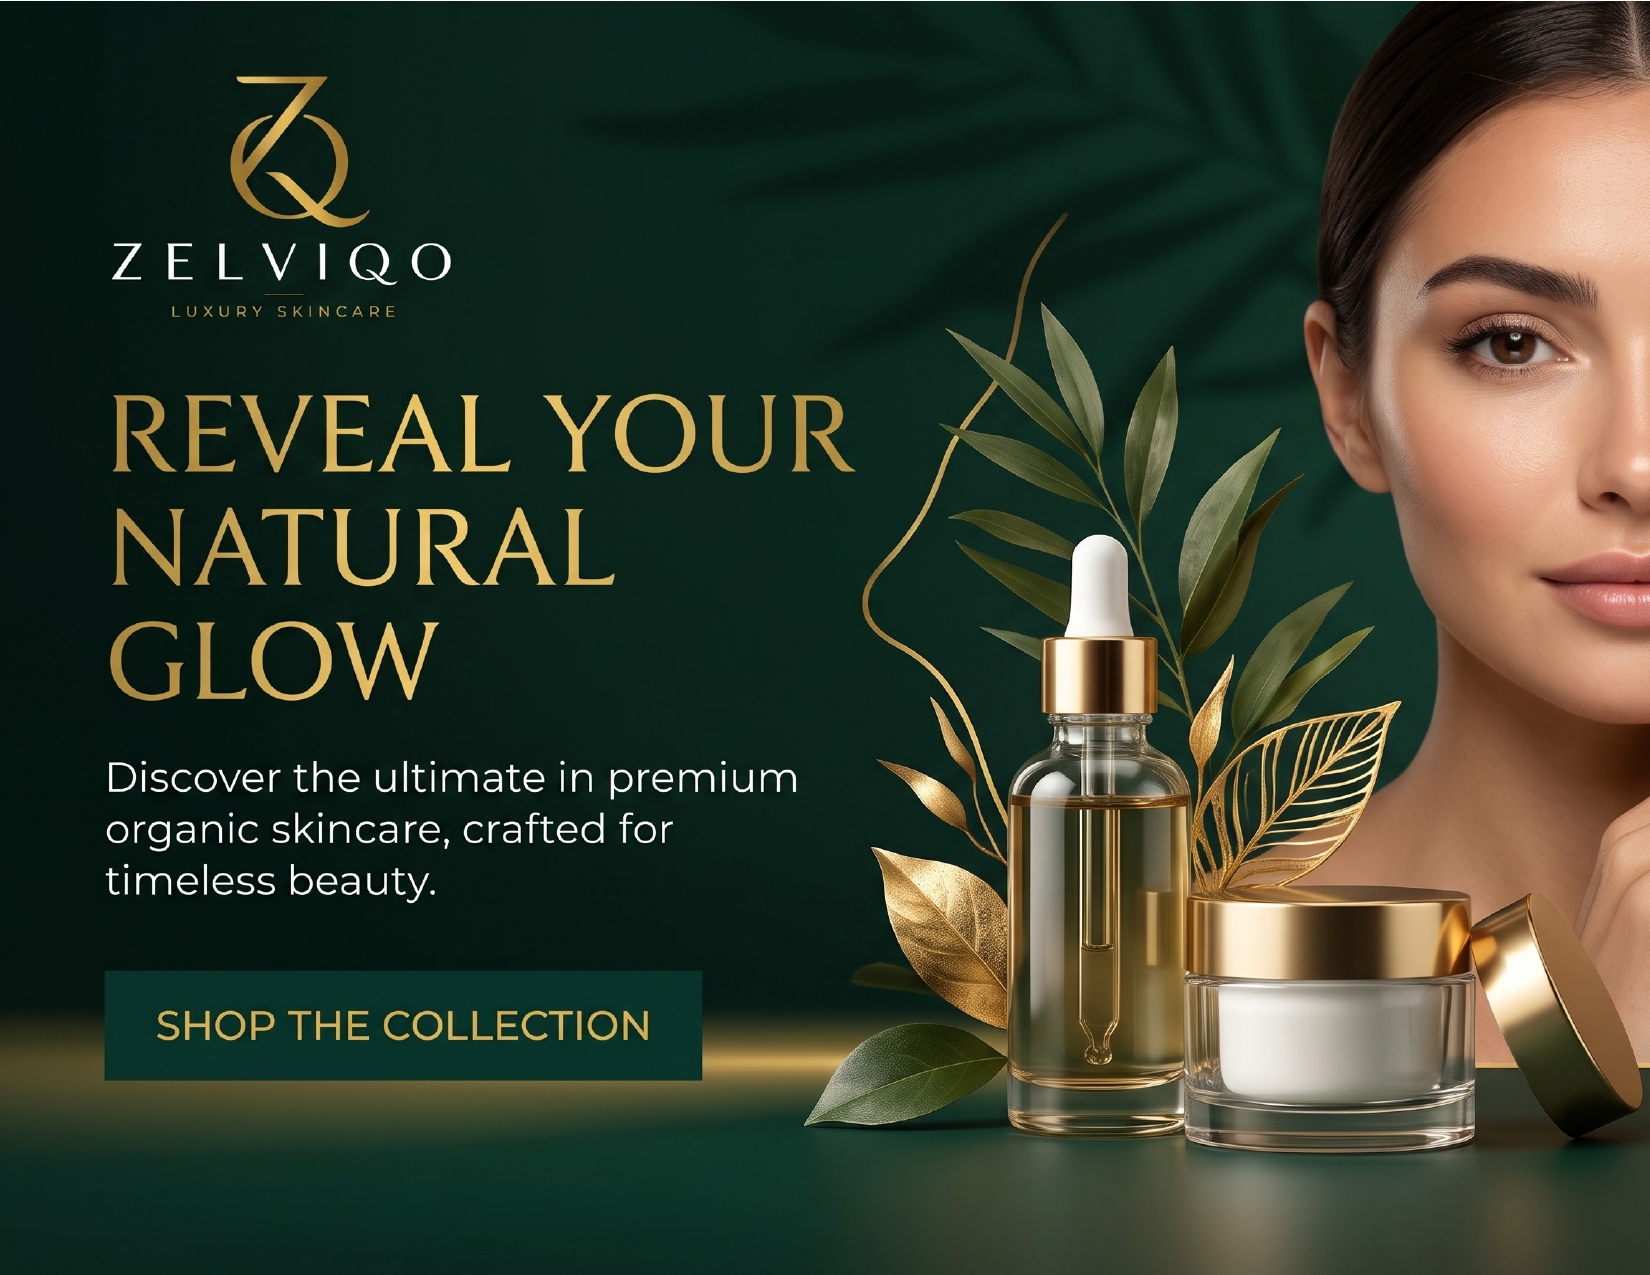 ZELVIQO
LUXURY SKINCARE
REVEAL YOUR
NATURAL
GLOW
Discover the ultimate in premium
organic skincare, crafted for
timeless beauty.
SHOP THE COLLECTION